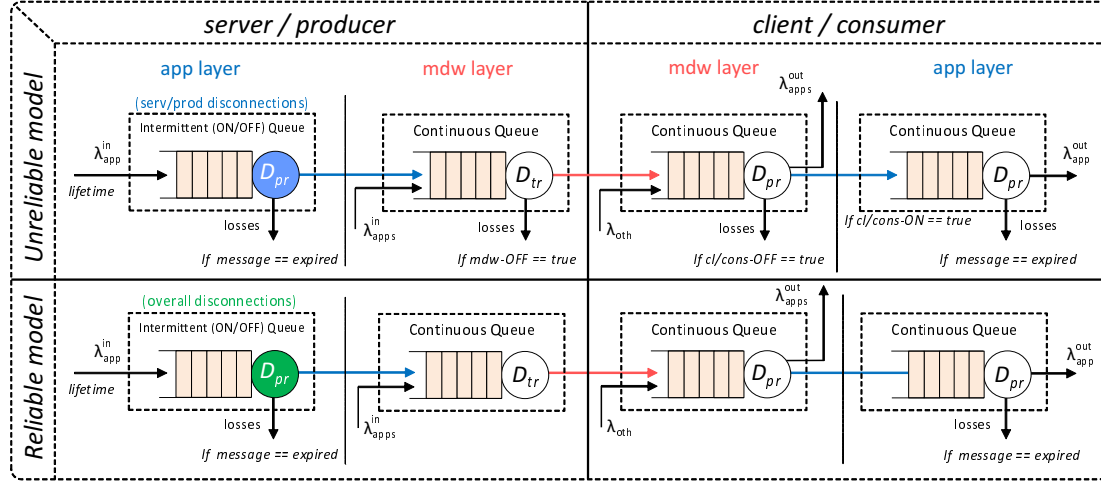 server / producer
client / consumer
Unreliable model
app layer
mdw layer
mdw layer
app layer
(serv/prod disconnections)
Intermittent (ON/OFF) Queue
Continuous Queue
Continuous Queue
λ out apps
λ in app
lifetime
D pr
D tr
D pr
D pr
λ out app
losses
λ in apps
losses
λ oth
losses
If cl/cons-ON == true
losses
If message == expired
If mdw-OFF == true
If cl/cons-OFF == true
If message == expired
Reliable model
(overall disconnections)
Intermittent (ON/OFF) Queue
Continuous Queue
Continuous Queue
λ out apps
λ in app
lifetime
D pr
D tr
D pr
D pr
λ out app
losses
λ in apps
λ oth
losses
If message == expired
If message == expired